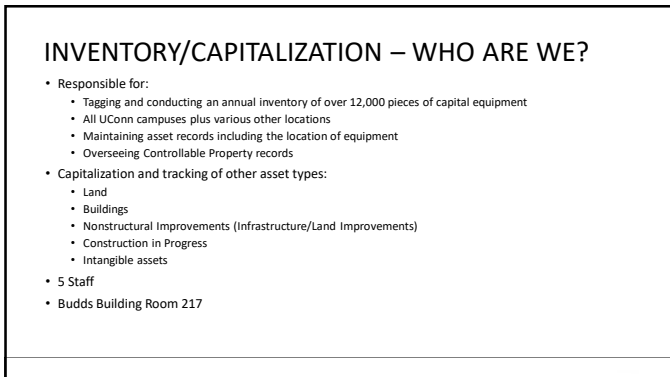 INVENTORY/CAPITALIZATION – WHO ARE WE?
• Responsible for:
• Tagging and conducting an annual inventory of over 12,000 pieces of capital equipment
• All UConn campuses plus various other locations
• Maintaining asset records including the location of equipment
• Overseeing Controllable Property records
• Capitalization and tracking of other asset types:
• Land
• Buildings
• Nonstructural Improvements (Infrastructure/Land Improvements)
• Construction in Progress
• Intangible assets
• 5 Staff
• Budds Building Room 217